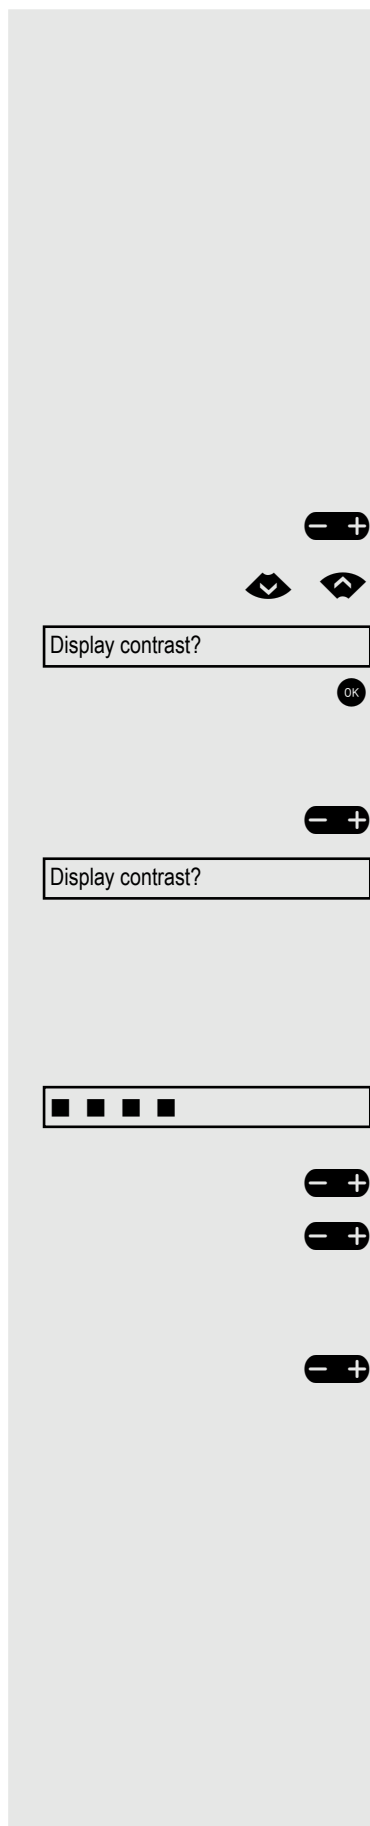 − +
Display contrast?
OK
− +
Display contrast?
■ ■ ■ ■
− +
− +
− +